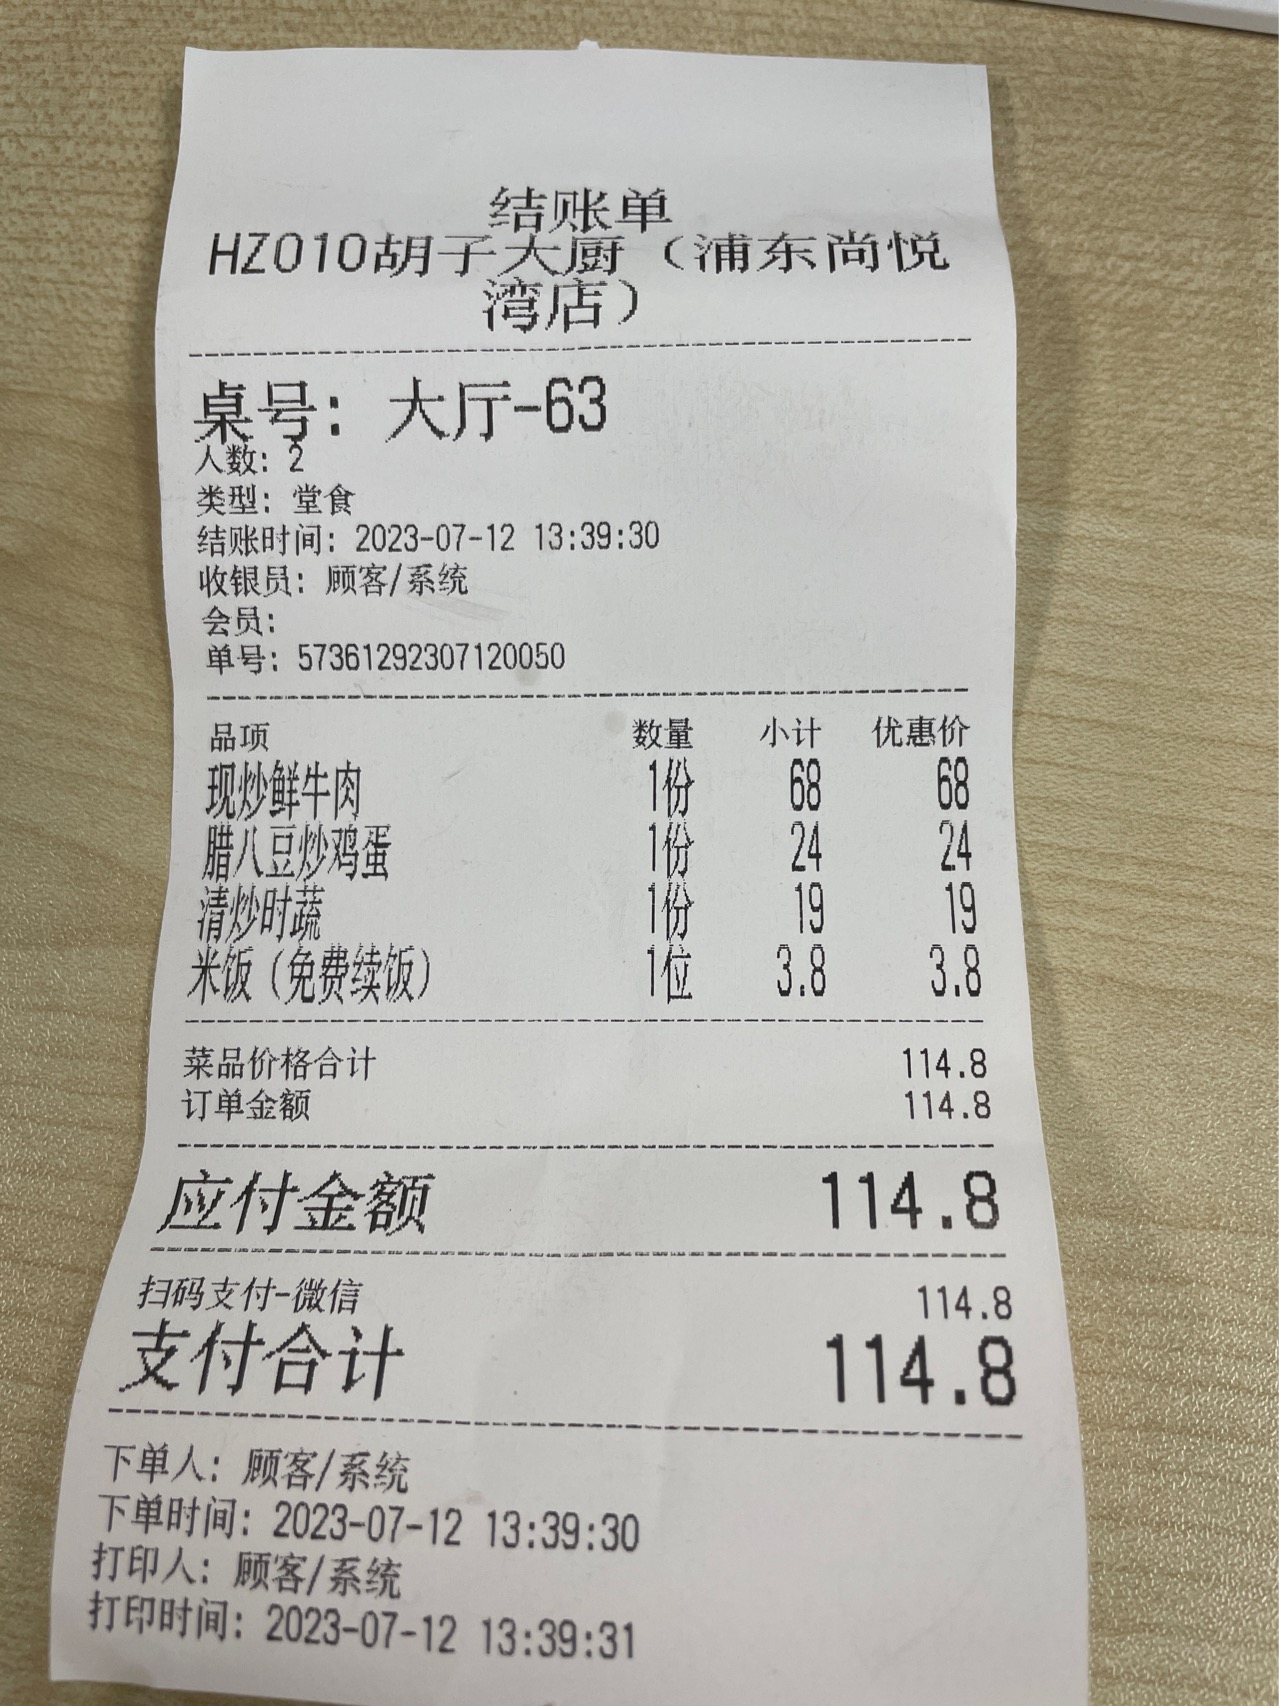 结账单
HZ010胡子大厨（浦东尚悦
湾店）
桌号：大厅-63
人数：2
类型：堂食
结账时间：2023-07-12 13:39:30
收银员：顾客/系统
会员：
单号：57361292307120050
品项 数量 小计 优惠价
现炒鲜牛肉 1份 68 68
腊八豆炒鸡蛋 1份 24 24
清炒时蔬 1份 19 19
米饭（免费续饭） 1位 3.8 3.8
菜品价格合计 114.8
订单金额 114.8
应付金额 114.8
扫码支付-微信 114.8
支付合计 114.8
下单人：顾客/系统
下单时间：2023-07-12 13:39:30
打印人：顾客/系统
打印时间：2023-07-12 13:39:31